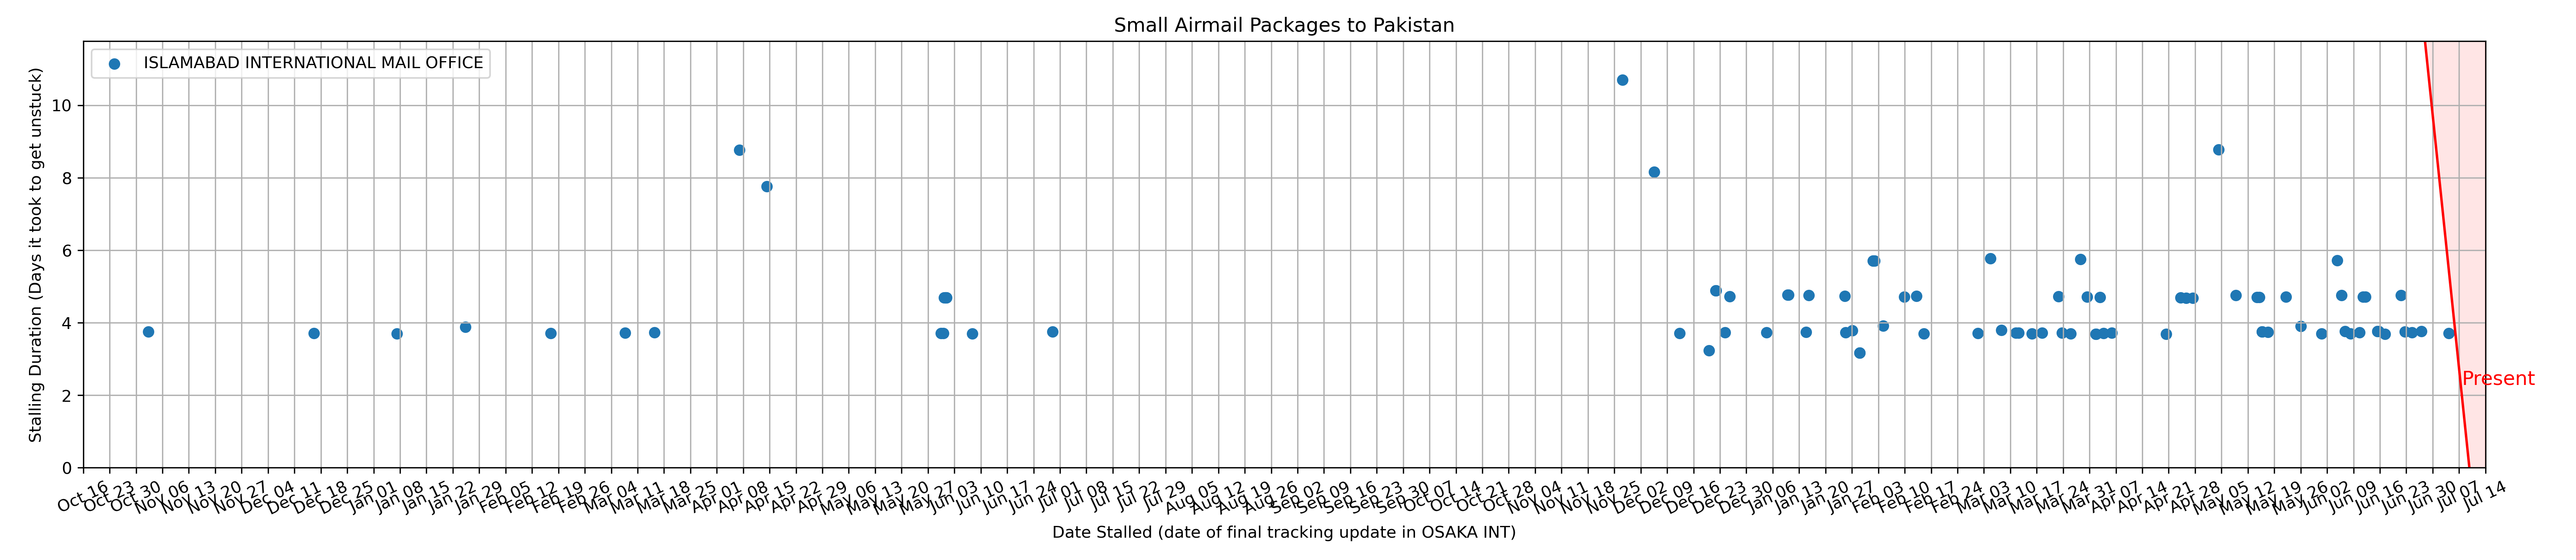 Small Airmail Packages to Pakistan
ISLAMABAD INTERNATIONAL MAIL OFFICE
Stalling Duration (Days it took to get unstuck)
10
8
6
4
2
0
Present
Oct 16 Oct 23 Oct 30 Nov 06 Nov 13 Nov 20 Nov 27 Dec 04 Dec 11 Dec 18 Dec 25 Jan 01 Jan 08 Jan 15 Jan 22 Jan 29 Feb 05 Feb 12 Feb 19 Feb 26 Mar 04 Mar 11 Mar 18 Mar 25 Apr 01 Apr 08 Apr 15 Apr 22 Apr 29 May 06 May 13 May 20 May 27 Jun 03 Jun 10 Jun 17 Jun 24 Jul 01 Jul 08 Jul 15 Jul 22 Jul 29 Aug 05 Aug 12 Aug 19 Aug 26 Sep 02 Sep 09 Sep 16 Sep 23 Sep 30 Oct 07 Oct 14 Oct 21 Oct 28 Nov 04 Nov 11 Nov 18 Nov 25 Dec 02 Dec 09 Dec 16 Dec 23 Dec 30 Jan 06 Jan 13 Jan 20 Jan 27 Feb 03 Feb 10 Feb 17 Feb 24 Mar 03 Mar 10 Mar 17 Mar 24 Mar 31 Apr 07 Apr 14 Apr 21 Apr 28 May 05 May 12 May 19 May 26 Jun 02 Jun 09 Jun 16 Jun 23 Jun 30 Jul 07 Jul 14
Date Stalled (date of final tracking update in OSAKA INT)